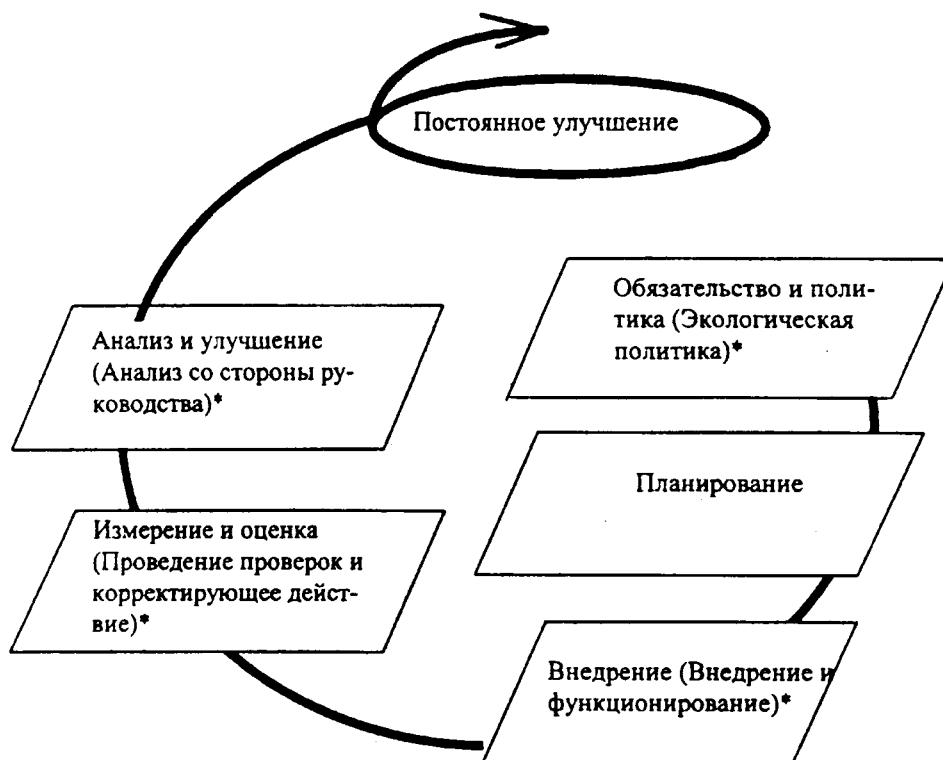 Постоянное улучшение
Обязательство и поли-
тика (Экологическая
политика)*
Анализ и улучшение
(Анализ со стороны ру-
ководства)*
Планирование
Измерение и оценка
(Проведение проверок и
корректирующее дейст-
вие)*
Внедрение (Внедрение и
функционирование)*